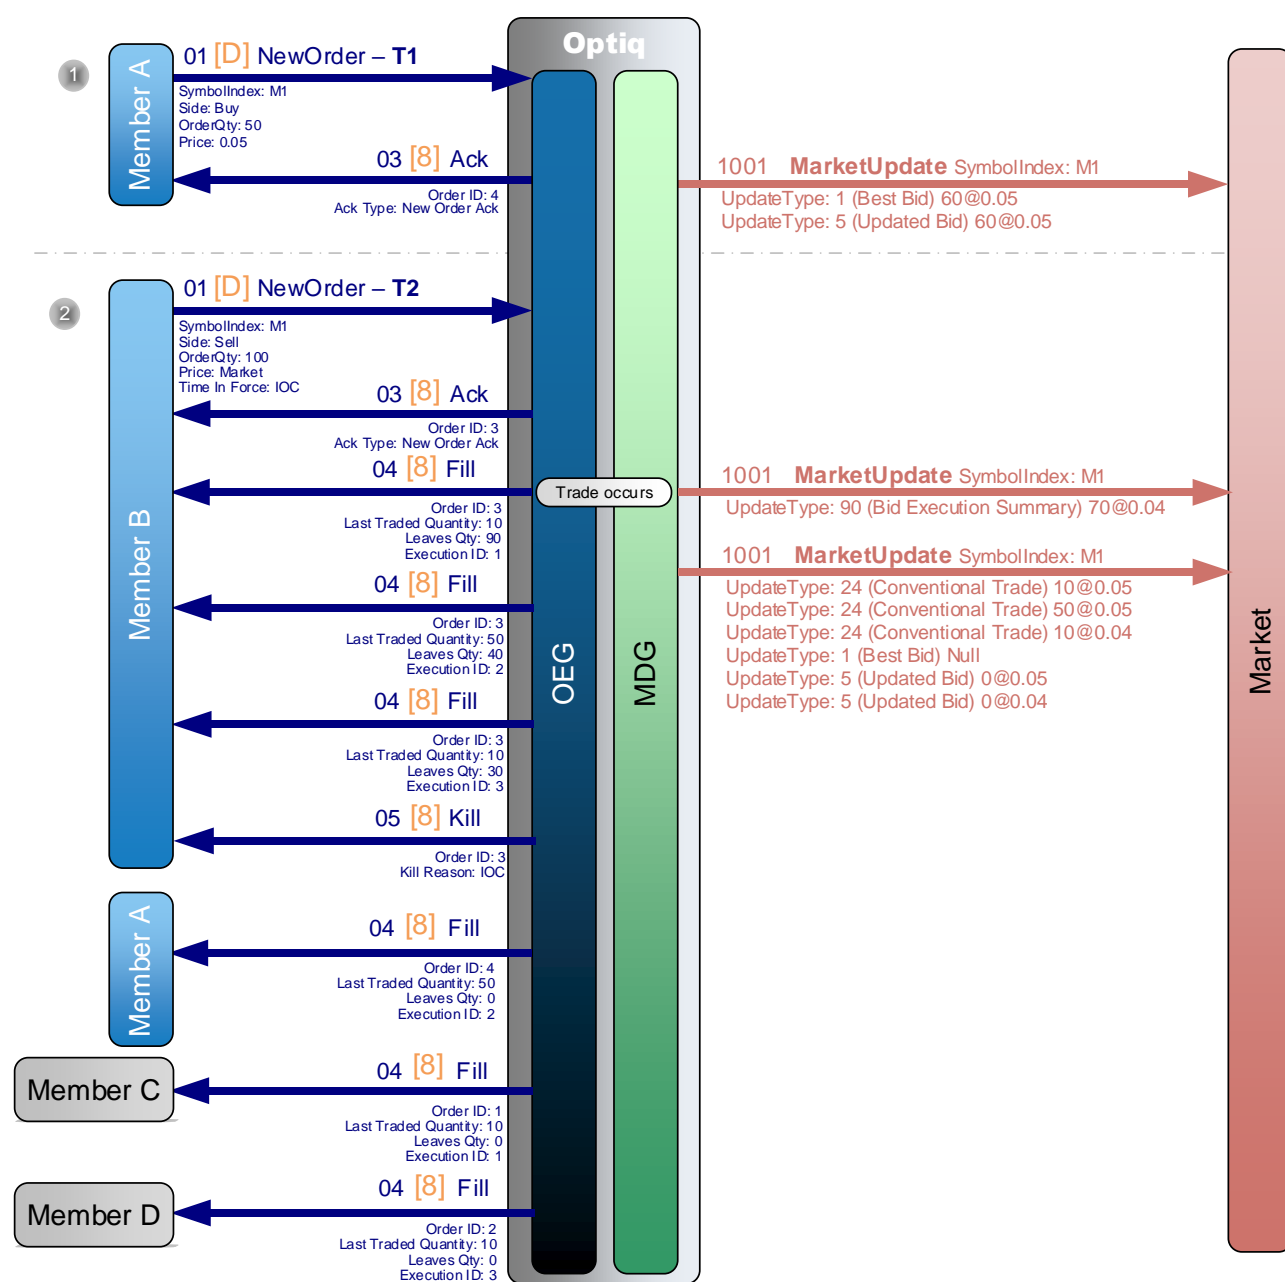 Optiq
1
Member A
01 [D] NewOrder – T1
SymbolIndex: M1
Side: Buy
OrderQty: 50
Price: 0.05
03 [8] Ack
Order ID: 4
Ack Type: New Order Ack
1001 MarketUpdate SymbolIndex: M1
UpdateType: 1 (Best Bid) 60@0.05
UpdateType: 5 (Updated Bid) 60@0.05
2
Member B
01 [D] NewOrder – T2
SymbolIndex: M1
Side: Sell
OrderQty: 100
Price: Market
Time In Force: IOC
03 [8] Ack
Order ID: 3
Ack Type: New Order Ack
04 [8] Fill
Order ID: 3
Last Traded Quantity: 10
Leaves Qty: 90
Execution ID: 1
Trade occurs
1001 MarketUpdate SymbolIndex: M1
UpdateType: 90 (Bid Execution Summary) 70@0.04
1001 MarketUpdate SymbolIndex: M1
UpdateType: 24 (Conventional Trade) 10@0.05
UpdateType: 24 (Conventional Trade) 50@0.05
UpdateType: 24 (Conventional Trade) 10@0.04
UpdateType: 1 (Best Bid) Null
UpdateType: 5 (Updated Bid) 0@0.05
UpdateType: 5 (Updated Bid) 0@0.04
04 [8] Fill
Order ID: 3
Last Traded Quantity: 50
Leaves Qty: 40
Execution ID: 2
OEG
MDG
Market
04 [8] Fill
Order ID: 3
Last Traded Quantity: 10
Leaves Qty: 30
Execution ID: 3
05 [8] Kill
Order ID: 3
Kill Reason: IOC
Member A
04 [8] Fill
Order ID: 4
Last Traded Quantity: 50
Leaves Qty: 0
Execution ID: 2
Member C
04 [8] Fill
Order ID: 1
Last Traded Quantity: 10
Leaves Qty: 0
Execution ID: 1
Member D
04 [8] Fill
Order ID: 2
Last Traded Quantity: 10
Leaves Qty: 0
Execution ID: 3